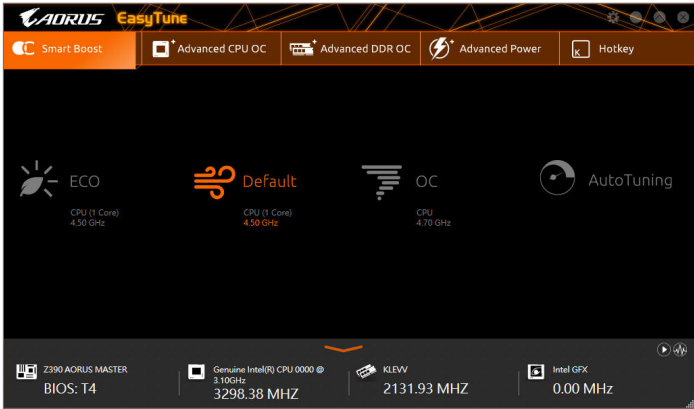 AORUS EasyTune
Smart Boost
Advanced CPU OC
Advanced DDR OC
Advanced Power
K
Hotkey
ECO
CPU (1 Core)
4.50 GHz
Default
CPU (1 Core)
4.50 GHz
OC
CPU
4.70 GHz
AutoTuning
Z390 AORUS MASTER
BIOS: T4
Genuine Intel(R) CPU 0000 @
3.10GHz
3298.38 MHZ
KLEVV
2131.93 MHZ
Intel GFX
0.00 MHz